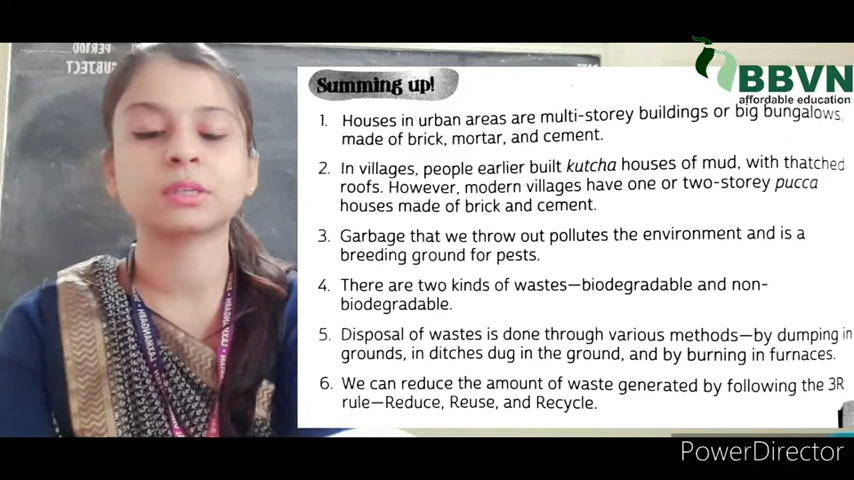 PERIOD
SUBJECT
BBVN
affordable education
Summing up!
1. Houses in urban areas are multi-storey buildings or big bungalows,
made of brick, mortar, and cement.
2. In villages, people earlier built kutcha houses of mud, with thatched
roofs. However, modern villages have one or two-storey pucca
houses made of brick and cement.
3. Garbage that we throw out pollutes the environment and is a
breeding ground for pests.
4. There are two kinds of wastes—biodegradable and non-
biodegradable.
5. Disposal of wastes is done through various methods—by dumping in
grounds, in ditches dug in the ground, and by burning in furnaces.
6. We can reduce the amount of waste generated by following the 3R
rule—Reduce, Reuse, and Recycle.
PowerDirector